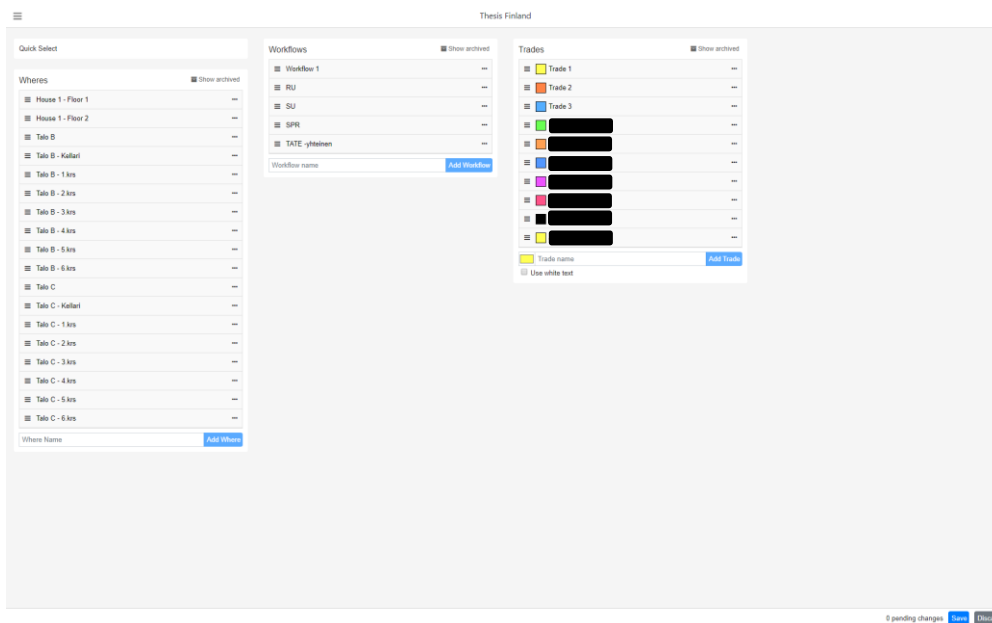 Thesis Finland
Quick Select
Wheres
Show archived
House 1 - Floor 1
House 1 - Floor 2
Talo B
Talo B - Kellari
Talo B - 1.krs
Talo B - 2.krs
Talo B - 3.krs
Talo B - 4.krs
Talo B - 5.krs
Talo B - 6.krs
Talo C
Talo C - Kellari
Talo C - 1.krs
Talo C - 2.krs
Talo C - 3.krs
Talo C - 4.krs
Talo C - 5.krs
Talo C - 6.krs
Where Name
Add Where
Workflows
Show archived
Workflow 1
RU
SU
SPR
TATE -yhteinen
Workflow name
Add Workflow
Trades
Show archived
Trade 1
Trade 2
Trade 3
Trade name
Add Trade
Use white text
0 pending changes
Save
Disca